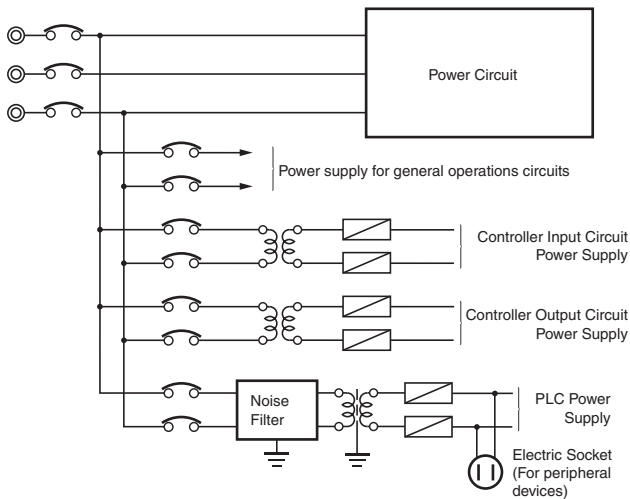 Power Circuit
Power supply for general operations circuits
Controller Input Circuit
Power Supply
Controller Output Circuit
Power Supply
Noise
Filter
PLC Power
Supply
Electric Socket
(For peripheral
devices)